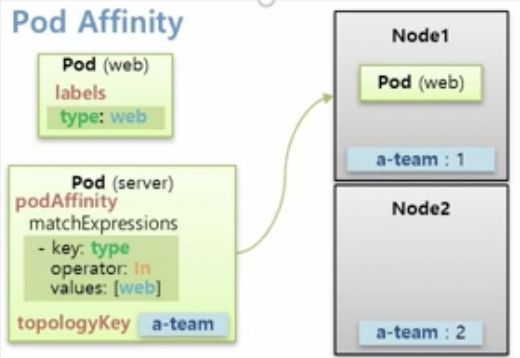 Pod Affinity
Pod (web)
labels
type: web
Pod (server)
podAffinity
matchExpressions
- key: type
operator: In
values: [web]
topologyKey a-team
Node1
Pod (web)
a-team : 1
Node2
a-team : 2